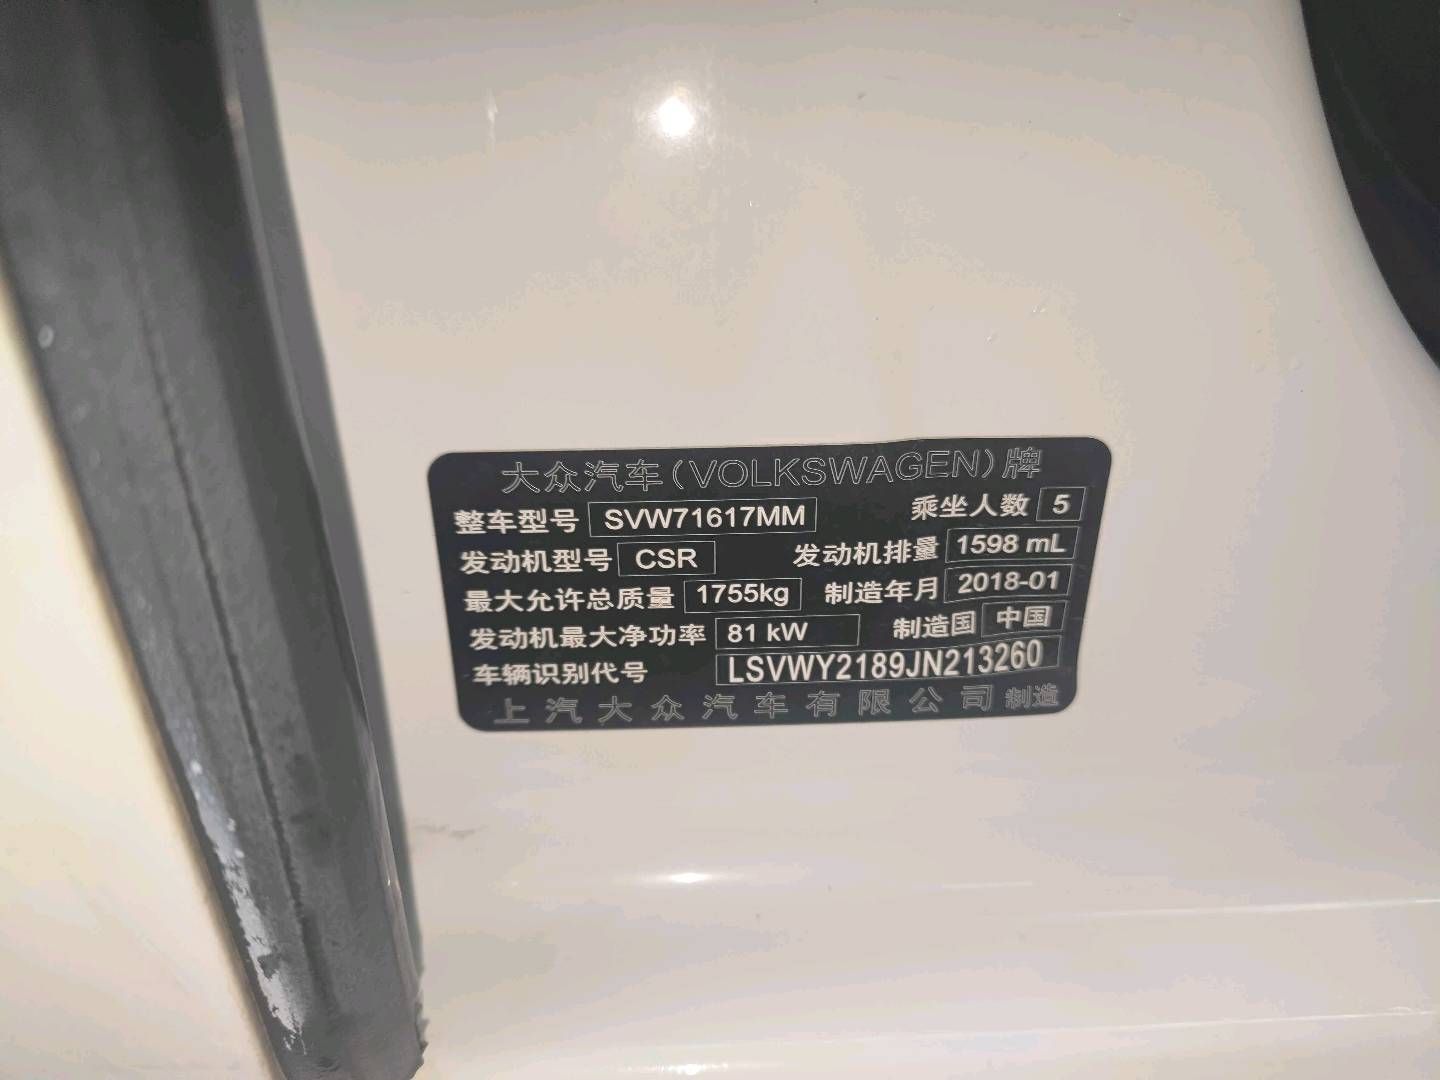 大众汽车(VOLKSWAGEN)牌
整车型号 SVW71617MM 乘坐人数 5
发动机型号 CSR 发动机排量 1598 mL
最大允许总质量 1755kg 制造年月 2018-01
发动机最大净功率 81 kW 制造国 中国
车辆识别代号 LSVWY2189JN213260
上汽大众汽车有限公司 制造